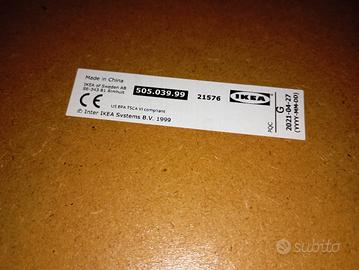 Made in China
IKEA of Sweden AB
SE-343 81 Älmhult
505.039.99
21576
IKEA
CE
US EPA TSCA VI compliant
© Inter IKEA Systems B.V. 1999
PQC
G
2021-04-27
(YYYY-MM-DD)
subito